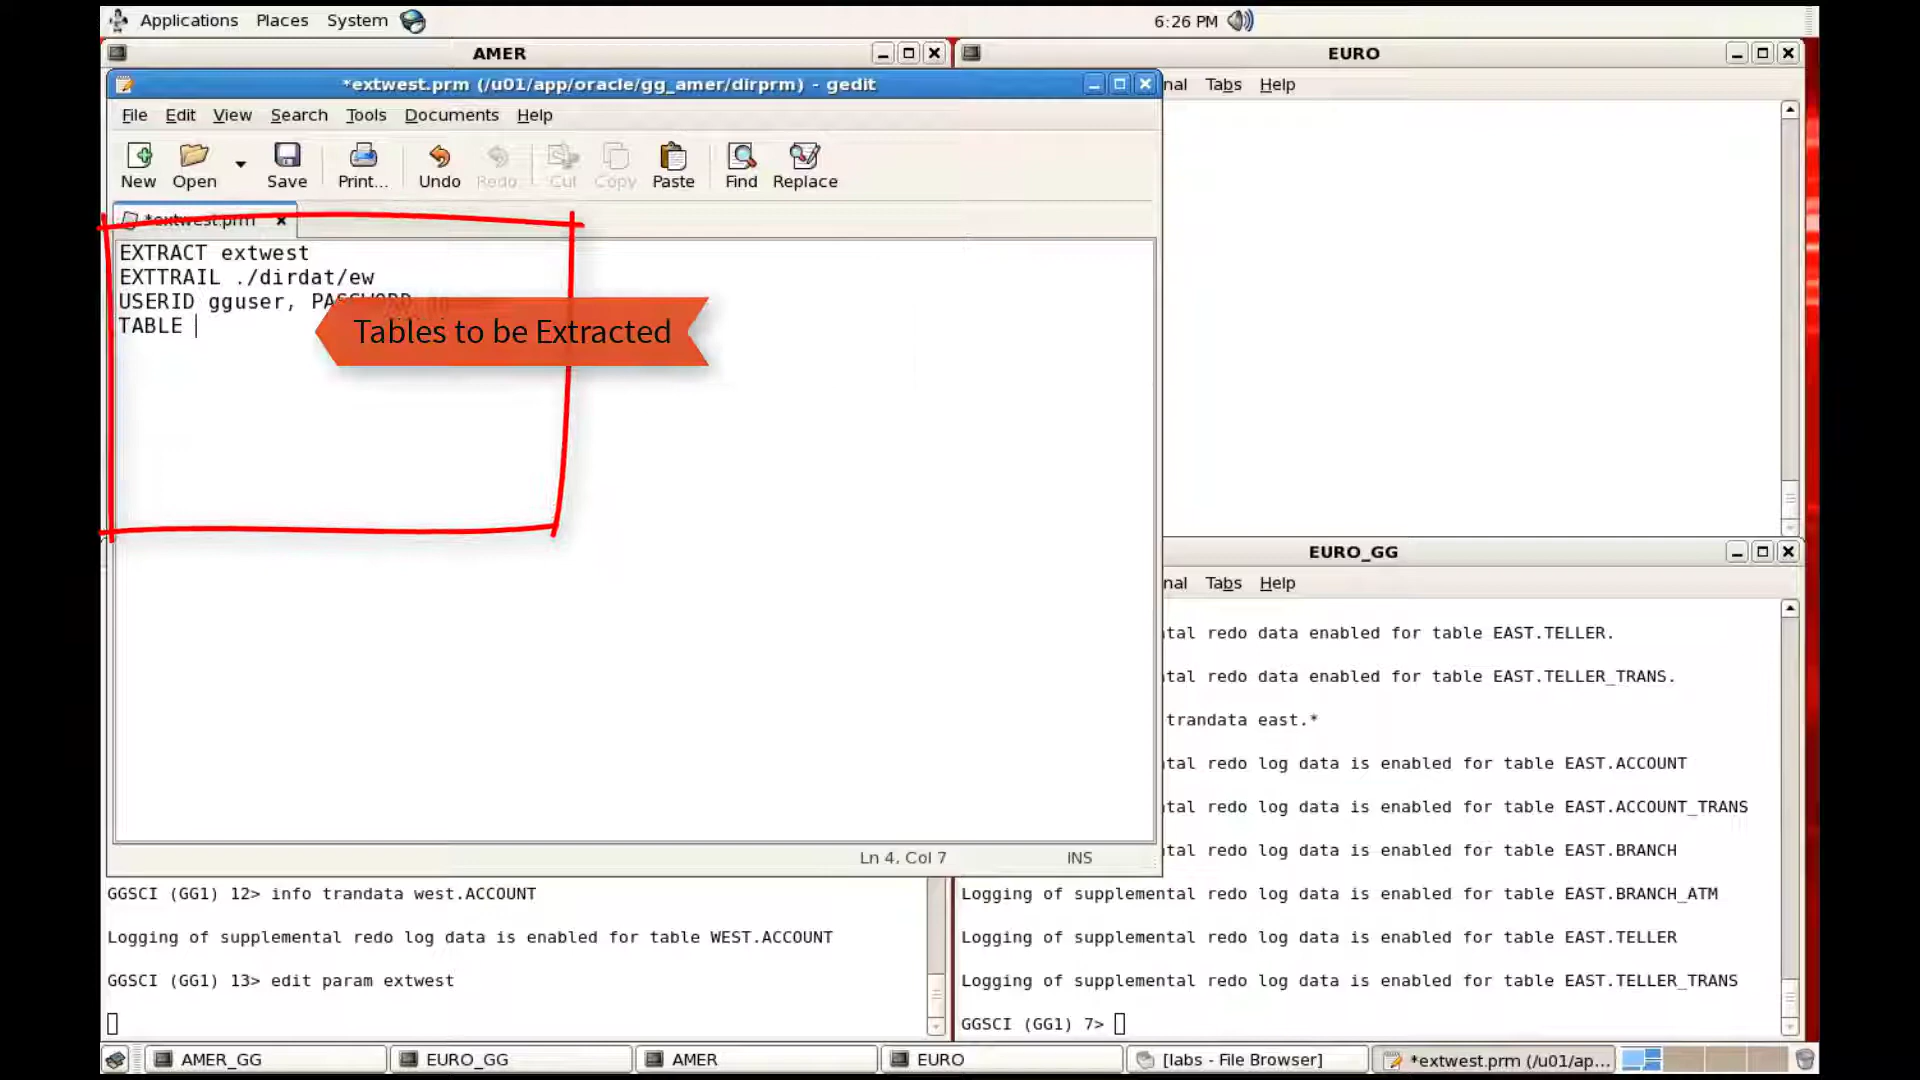 Applications Places System
6:26 PM
AMER
EURO
*extwest.prm (/u01/app/oracle/gg_amer/dirprm) - gedit
Tabs Help
File Edit View Search Tools Documents Help
New Open Save Print... Undo Redo Cut Copy Paste Find Replace
*extwest.prm
EXTRACT extwest
EXTTRAIL ./dirdat/ew
USERID gguser, PASSWORD
TABLE
Tables to be Extracted
Ln 4, Col 7 INS
GGSCI (GG1) 12> info trandata west.ACCOUNT
Logging of supplemental redo log data is enabled for table WEST.ACCOUNT
GGSCI (GG1) 13> edit param extwest
EURO_GG
Tabs Help
redo data enabled for table EAST.TELLER.
redo data enabled for table EAST.TELLER_TRANS.
trandata east.*
redo log data is enabled for table EAST.ACCOUNT
redo log data is enabled for table EAST.ACCOUNT_TRANS
redo log data is enabled for table EAST.BRANCH
Logging of supplemental redo log data is enabled for table EAST.BRANCH_ATM
Logging of supplemental redo log data is enabled for table EAST.TELLER
Logging of supplemental redo log data is enabled for table EAST.TELLER_TRANS
GGSCI (GG1) 7>
AMER_GG
EURO_GG
AMER
EURO
[labs - File Browser]
*extwest.prm (/u01/ap...